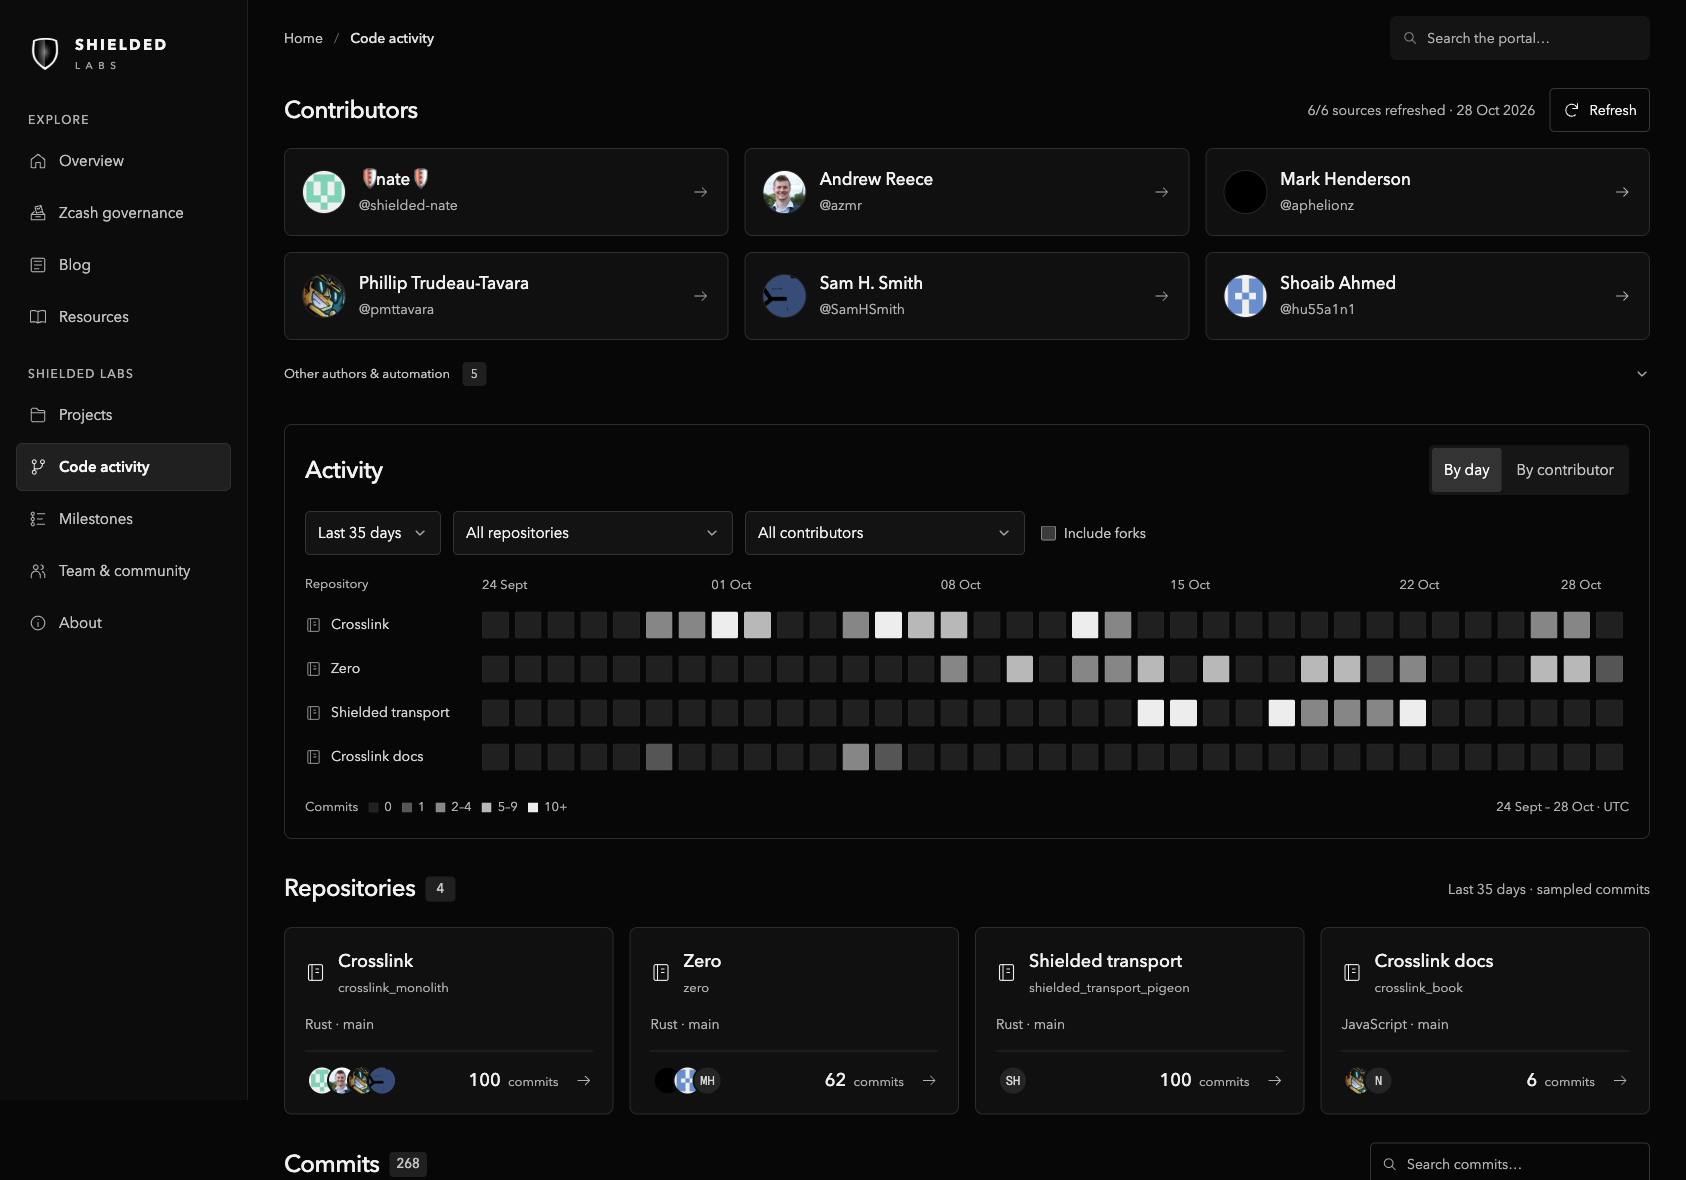 SHIELDED
LABS
EXPLORE
Overview
Zcash governance
Blog
Resources
SHIELDED LABS
Projects
Code activity
Milestones
Team & community
About
Home / Code activity
Search the portal...
Contributors
6/6 sources refreshed · 28 Oct 2026
Refresh
nate
@shielded-nate
Andrew Reece
@azmr
Mark Henderson
@aphelionz
Phillip Trudeau-Tavara
@pmttavara
Sam H. Smith
@SamHSmith
Shoaib Ahmed
@hu55a1n1
Other authors & automation 5
Activity
By day By contributor
Last 35 days All repositories All contributors Include forks
Repository 24 Sept 01 Oct 08 Oct 15 Oct 22 Oct 28 Oct
Crosslink
Zero
Shielded transport
Crosslink docs
Commits 0 1 2–4 5–9 10+
24 Sept – 28 Oct · UTC
Repositories 4
Last 35 days · sampled commits
Crosslink
crosslink_monolith
Rust · main
100 commits
Zero
zero
Rust · main
MH
62 commits
Shielded transport
shielded_transport_pigeon
Rust · main
SH
100 commits
Crosslink docs
crosslink_book
JavaScript · main
N
6 commits
Commits 268
Search commits...